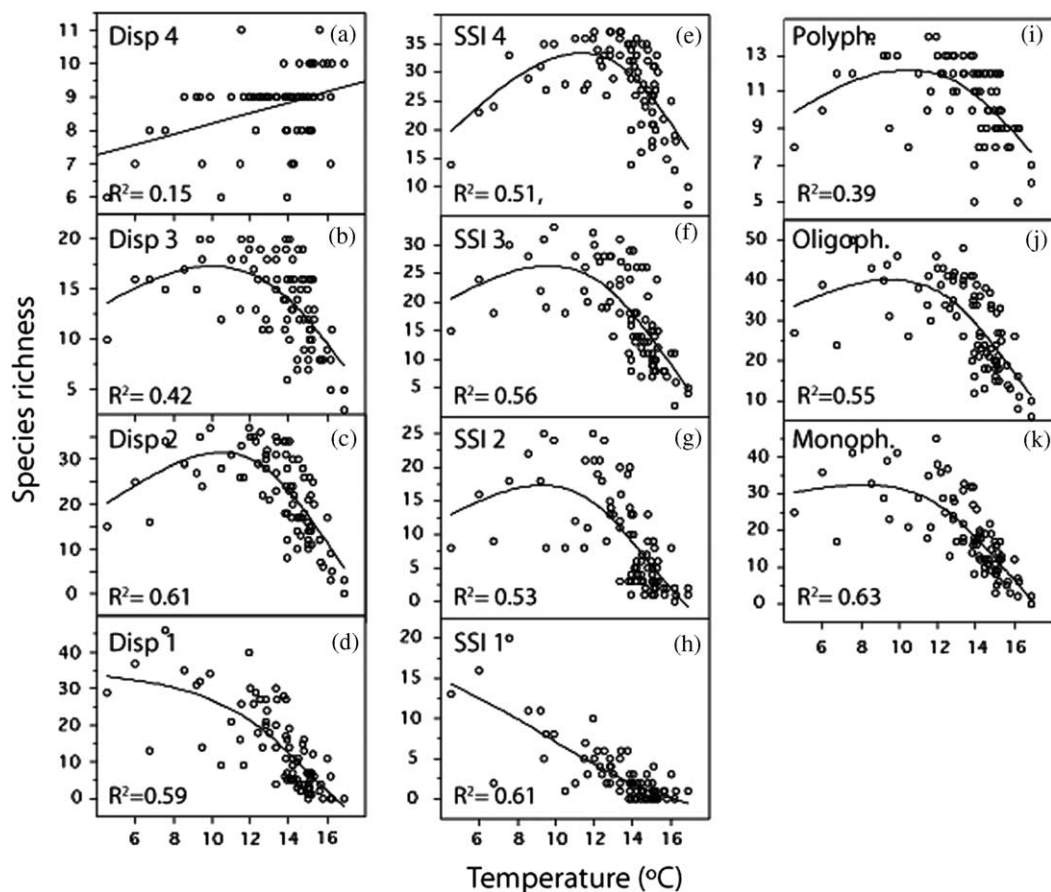 Species richness
Disp 4
(a)
11
10
9
8
7
6
R²= 0.15
Disp 3
(b)
20
15
10
5
R²= 0.42
Disp 2
(c)
30
25
20
15
10
5
0
R²= 0.61
Disp 1
(d)
40
30
20
10
0
R²=0.59
6 8 10 12 14 16
SSI 4
(e)
35
30
25
20
15
10
R²= 0.51,
SSI 3
(f)
30
25
20
15
10
5
0
R²= 0.56
SSI 2
(g)
25
20
15
10
5
0
R²= 0.53
SSI 1
(h)
20
15
10
5
0
R²= 0.61
6 8 10 12 14 16
Polyph.
(i)
13
11
9
7
5
R²=0.39
Oligoph.
(j)
50
40
30
20
10
R²=0.55
Monoph.
(k)
40
30
20
10
0
R²= 0.63
6 8 10 12 14 16
Temperature (ºC)